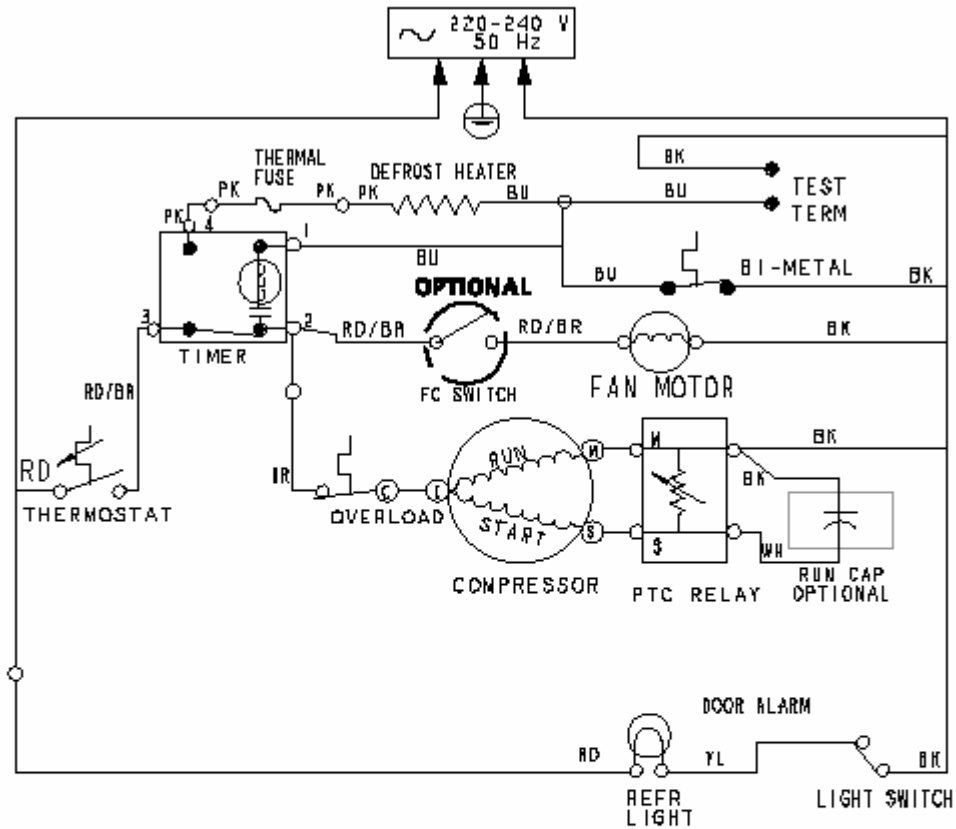 220-240 V
50 Hz
THERMAL
FUSE
DEFROST HEATER
BK
TEST
TERM
PK
PK
PK
BU
BU
PK
4
1
BU
BU
BI-METAL
BK
OPTIONAL
3
2
RD/BR
RD/BR
BK
TIMER
FC SWITCH
FAN MOTOR
RD/BR
RD
THERMOSTAT
OVERLOAD
C
RUN
START
M
S
COMPRESSOR
S
PTC RELAY
BK
BK
WH
RUN CAP
OPTIONAL
DOOR ALARM
RD
YL
BK
REFR
LIGHT
LIGHT SWITCH